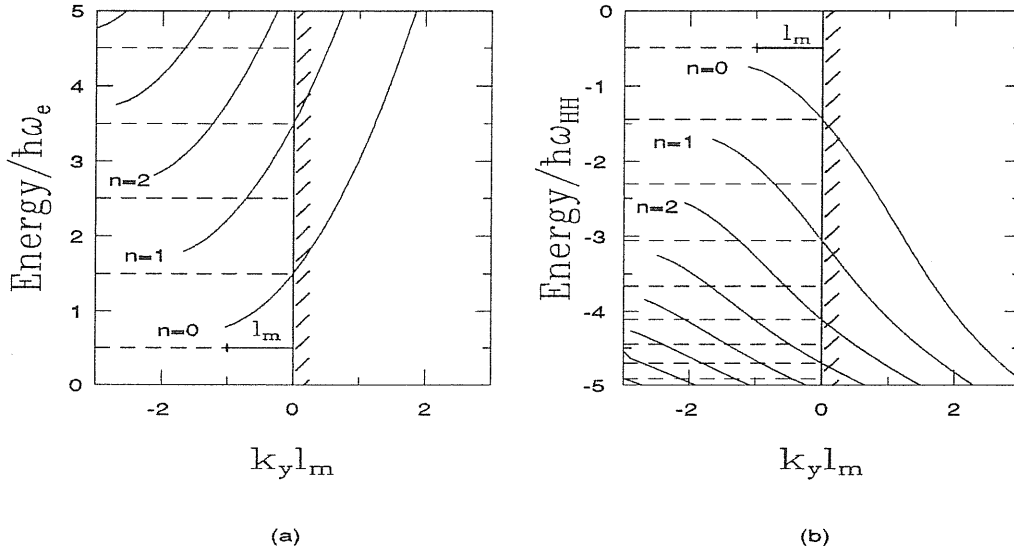 Energy/ħω_e
5
4
3
2
1
0
n=2
n=1
n=0
l_m
-2
0
2
k_y l_m
(a)
Energy/ħω_HH
0
-1
-2
-3
-4
-5
l_m
n=0
n=1
n=2
-2
0
2
k_y l_m
(b)